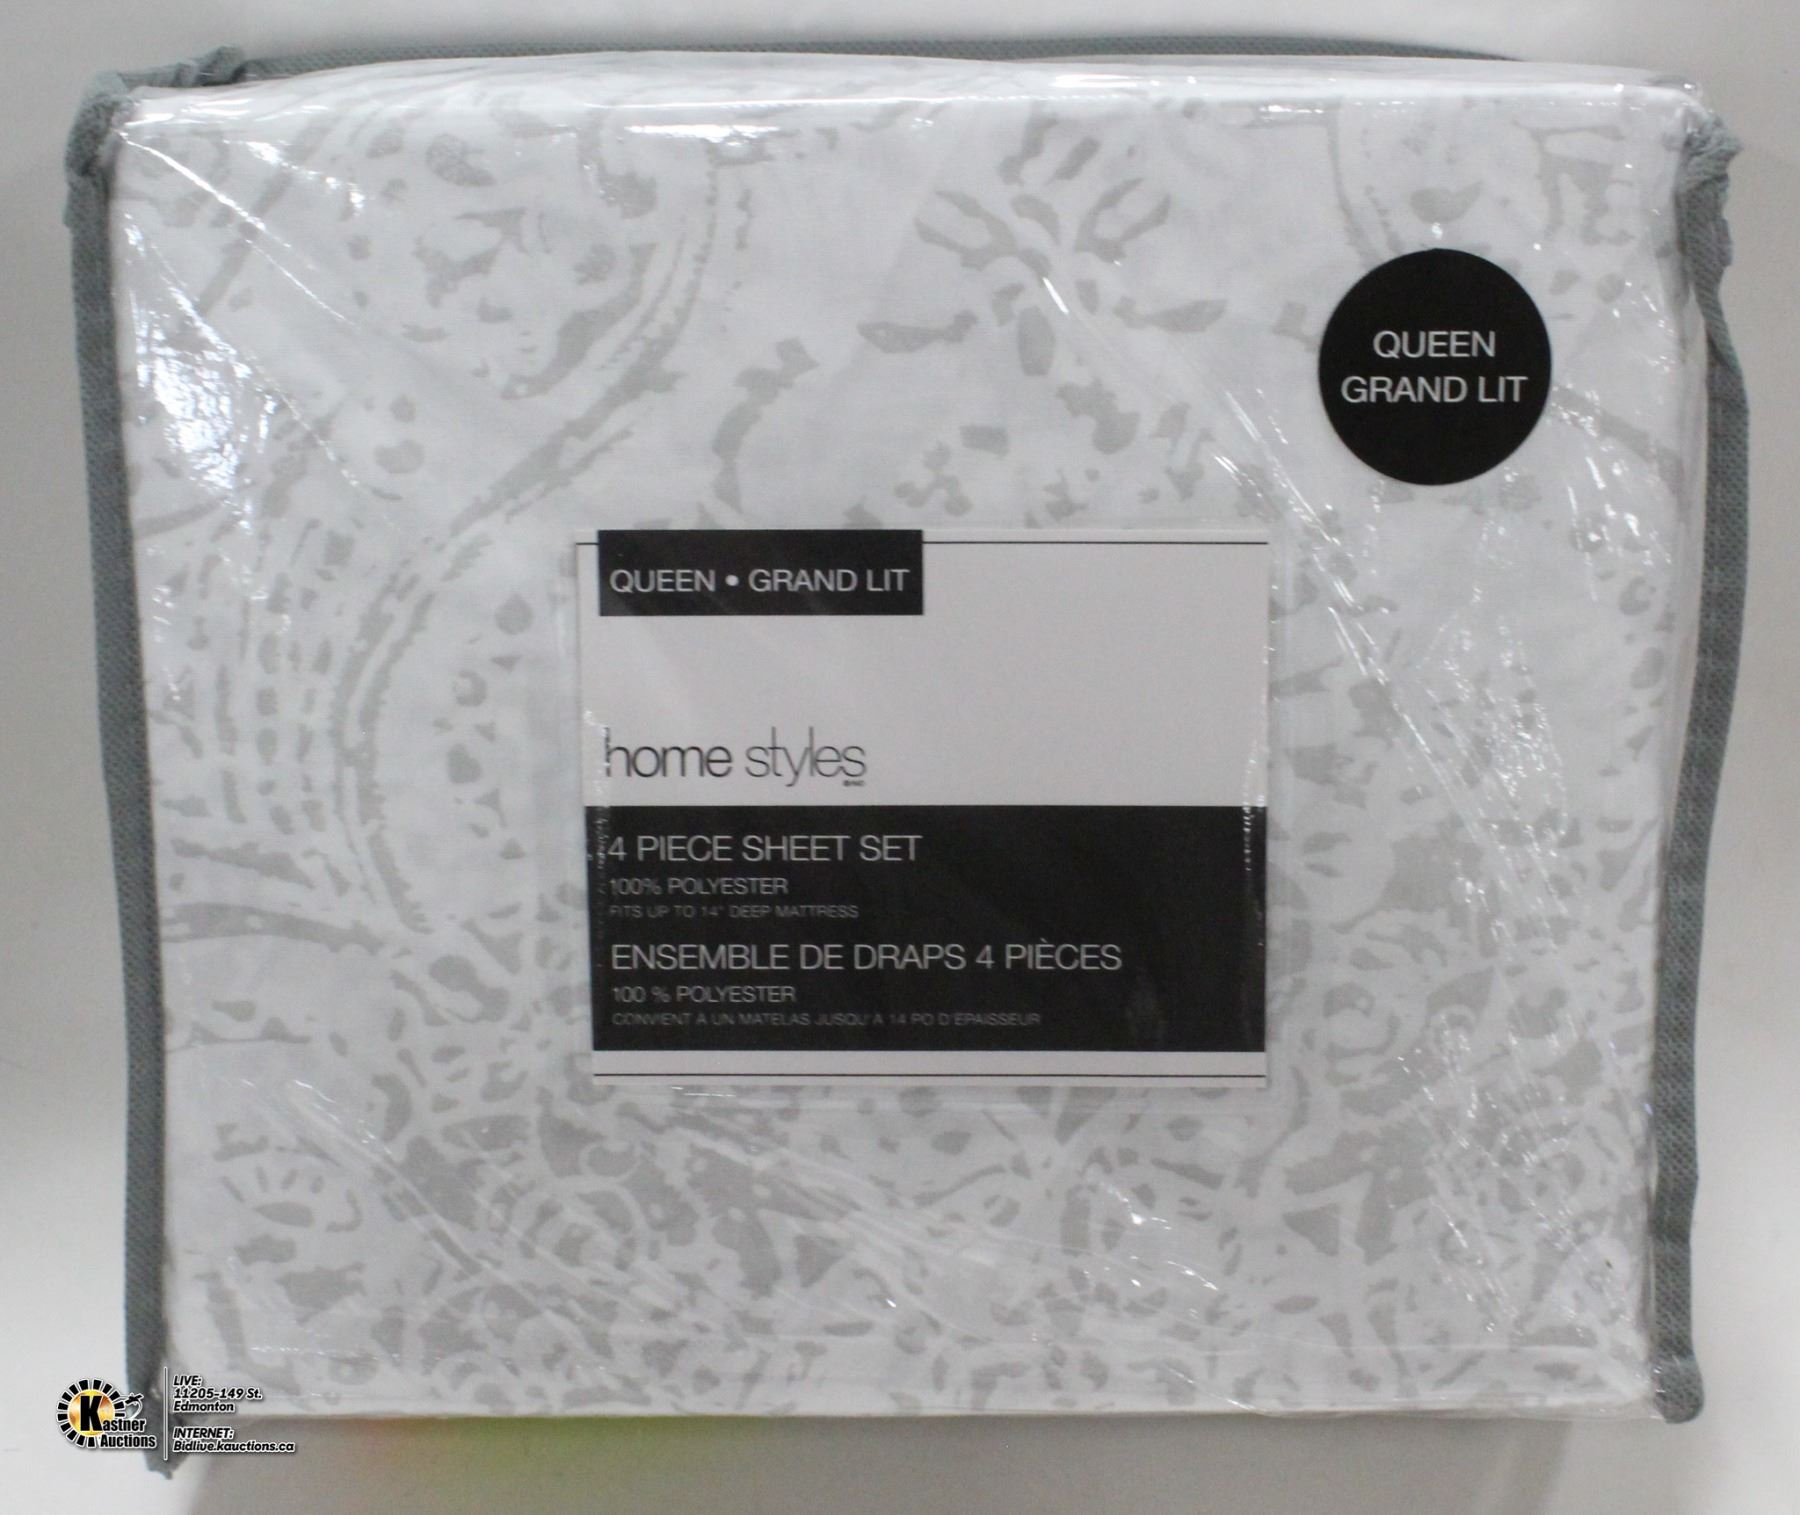 QUEEN
GRAND LIT
QUEEN • GRAND LIT
home styles
4 PIECE SHEET SET
100% POLYESTER
FITS UP TO 14" DEEP MATTRESS
ENSEMBLE DE DRAPS 4 PIÈCES
100 % POLYESTER
CONVIENT À UN MATELAS JUSQU'À 14 PO D'ÉPAISSEUR
Kastner
Auctions
LIVE:
11205-149 St.
Edmonton
INTERNET:
Bidlive.kauctions.ca